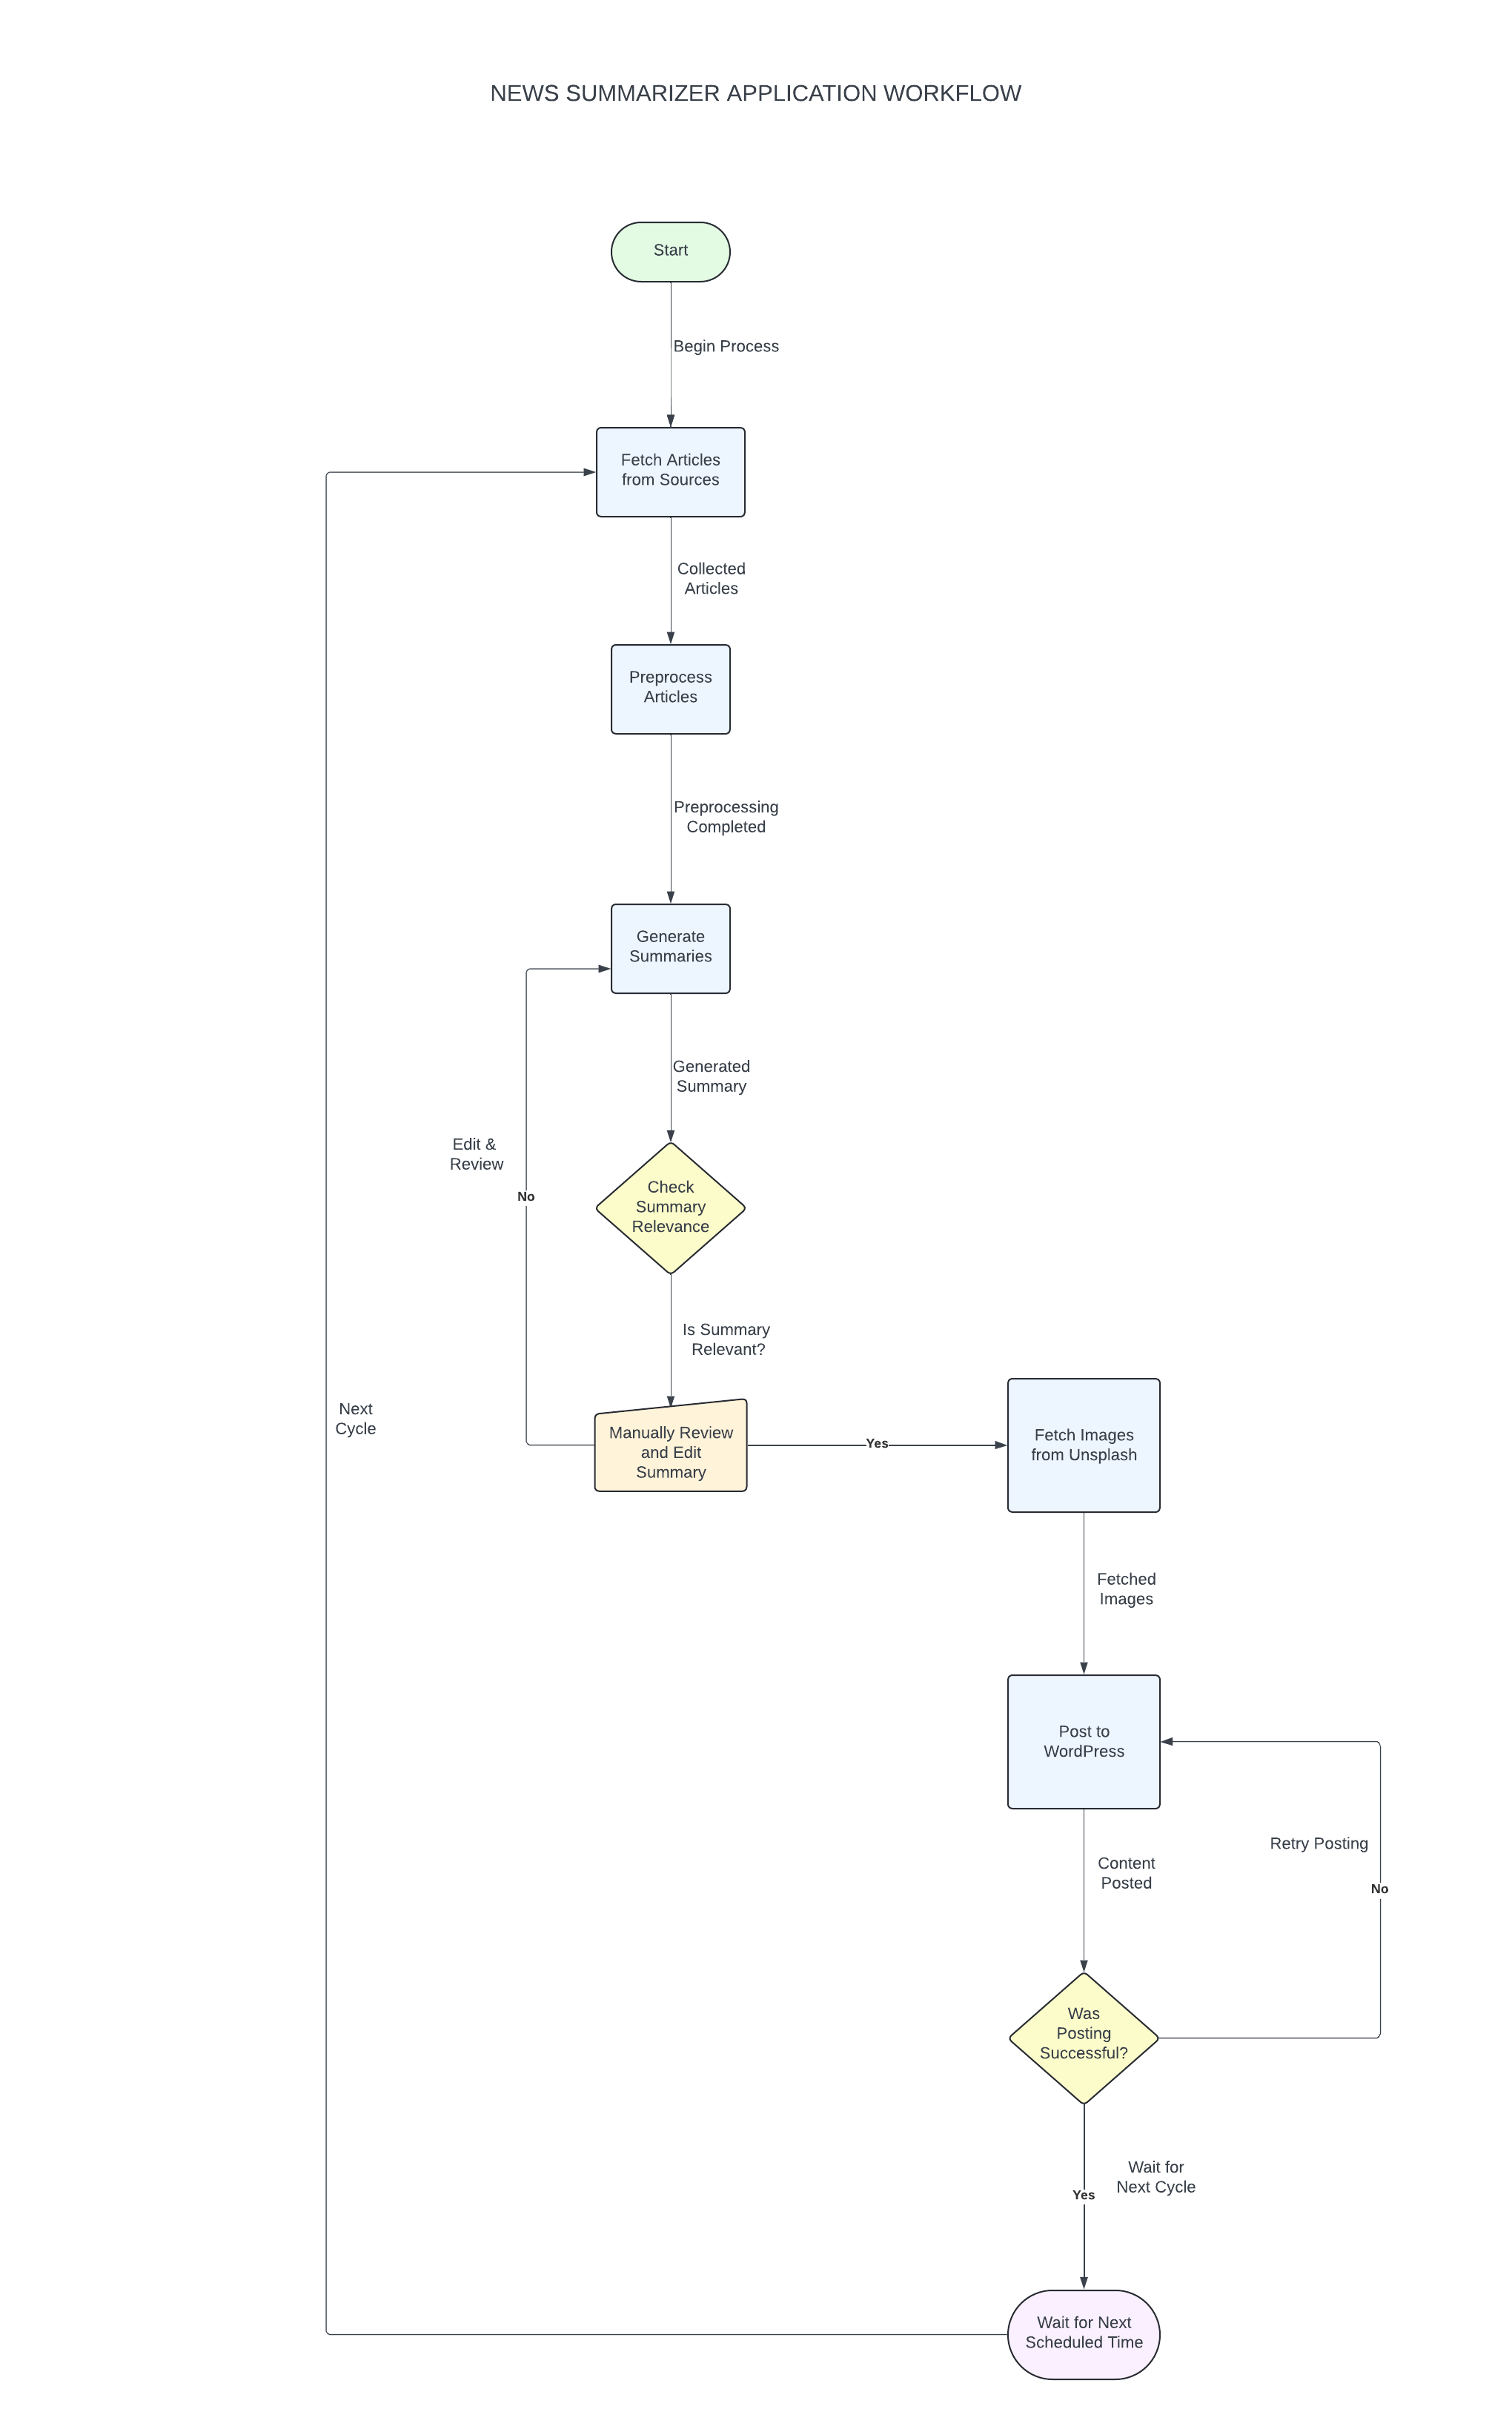 NEWS SUMMARIZER APPLICATION WORKFLOW
Start
Begin Process
Fetch Articles
from Sources
Collected
Articles
Preprocess
Articles
Preprocessing
Completed
Generate
Summaries
Generated
Summary
Edit &
Review
No
Check
Summary
Relevance
Is Summary
Relevant?
Next
Cycle
Manually Review
and Edit
Summary
Yes
Fetch Images
from Unsplash
Fetched
Images
Post to
WordPress
Retry Posting
Content
Posted
No
Was
Posting
Successful?
Wait for
Next Cycle
Yes
Wait for Next
Scheduled Time